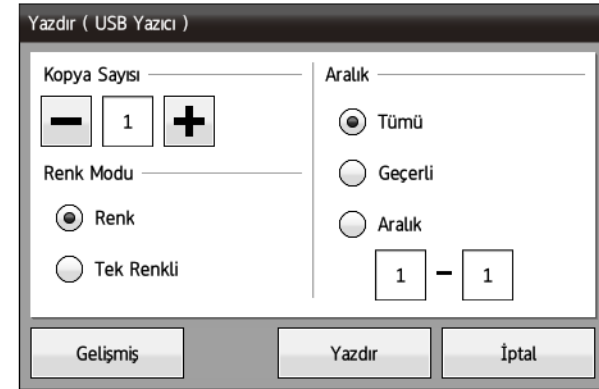 Yazdır ( USB Yazıcı )
Kopya Sayısı
1
Renk Modu
Renk
Tek Renkli
Aralık
Tümü
Geçerli
Aralık
1 - 1
Gelişmiş
Yazdır
İptal